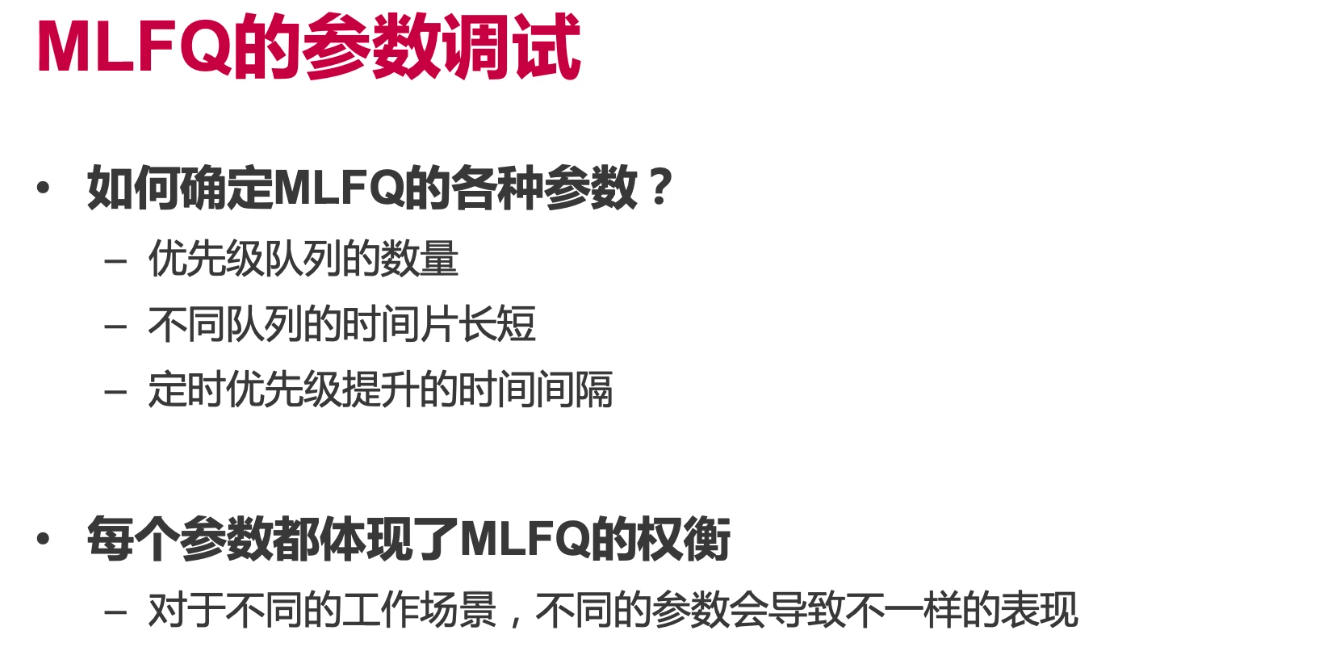 MLFQ的参数调试
• 如何确定MLFQ的各种参数？
– 优先级队列的数量
– 不同队列的时间片长短
– 定时优先级提升的时间间隔
• 每个参数都体现了MLFQ的权衡
– 对于不同的工作场景，不同的参数会导致不一样的表现